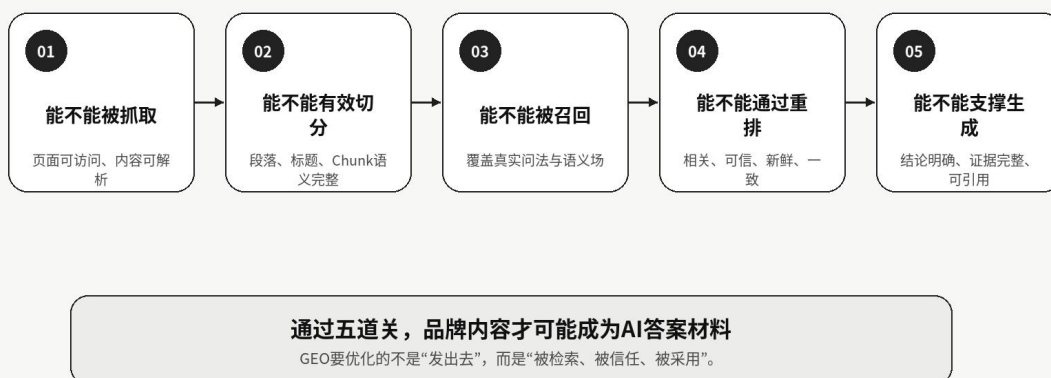 01
能不能被抓取
页面可访问、内容可解
析
02
能不能有效切
分
段落、标题、Chunk语
义完整
03
能不能被召回
覆盖真实问法与语义场
04
能不能通过重
排
相关、可信、新鲜、一
致
05
能不能支撑生
成
结论明确、证据完整、
可引用
通过五道关，品牌内容才可能成为AI答案材料
GEO要优化的不是“发出去”，而是“被检索、被信任、被采用”。